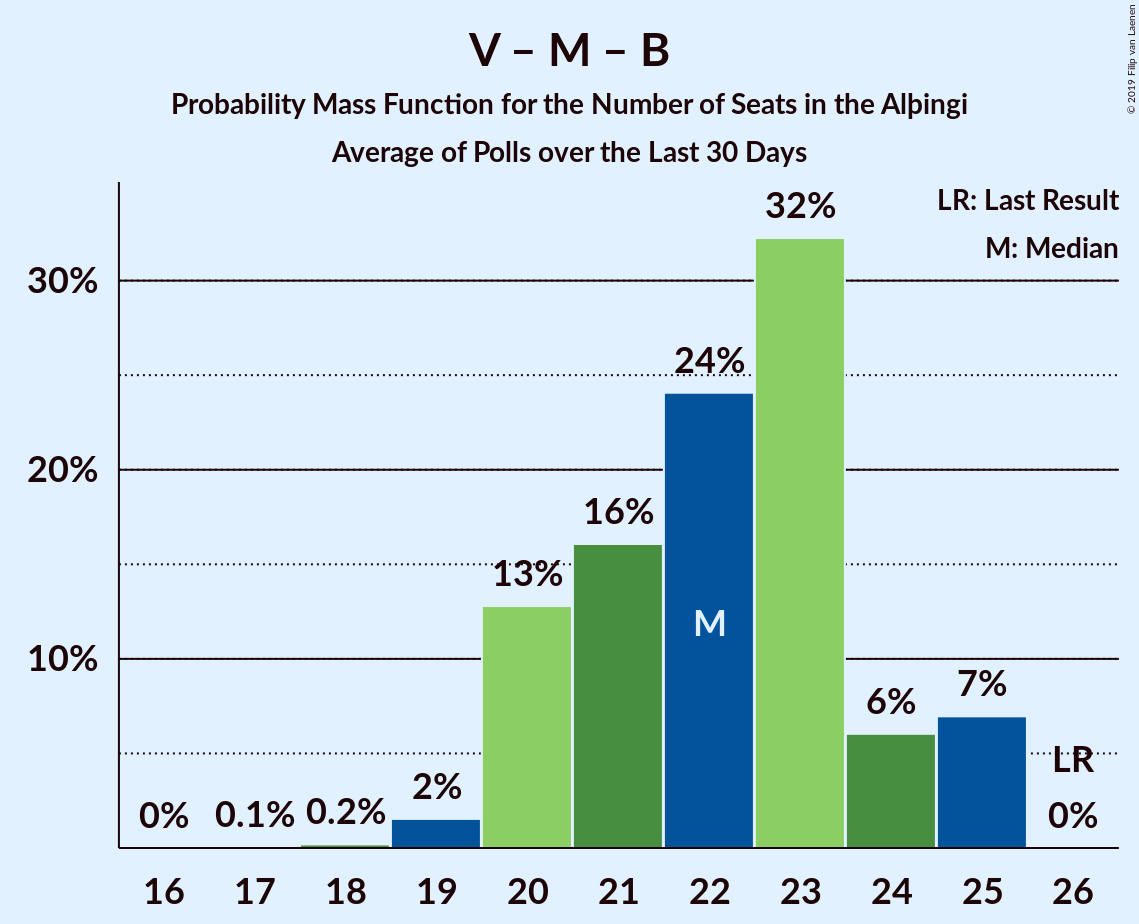 V – M – B
Probability Mass Function for the Number of Seats in the Alþingi
Average of Polls over the Last 30 Days
© 2019 Filip van Laenen
LR: Last Result
M: Median
30%
20%
10%
0%
0.1%
0.2%
2%
13%
16%
24%
32%
6%
7%
0%
LR
M
16 17 18 19 20 21 22 23 24 25 26